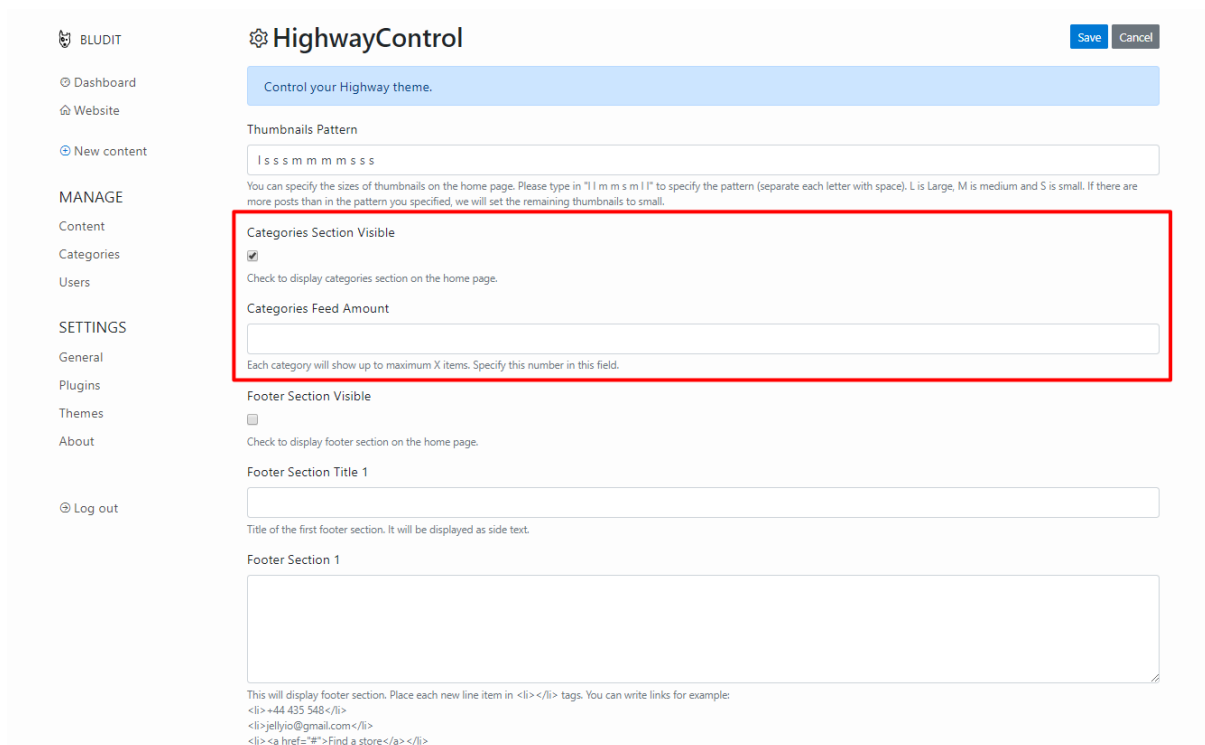 BLUDIT
Dashboard
Website
New content
MANAGE
Content
Categories
Users
SETTINGS
General
Plugins
Themes
About
Log out
HighwayControl
Save
Cancel
Control your Highway theme.
Thumbnails Pattern
l s s s m m m m s s s
You can specify the sizes of thumbnails on the home page. Please type in "l l m m s m l l" to specify the pattern (separate each letter with space). L is Large, M is medium and S is small. If there are
more posts than in the pattern you specified, we will set the remaining thumbnails to small.
Categories Section Visible
Check to display categories section on the home page.
Categories Feed Amount
Each category will show up to maximum X items. Specify this number in this field.
Footer Section Visible
Check to display footer section on the home page.
Footer Section Title 1
Title of the first footer section. It will be displayed as side text.
Footer Section 1
This will display footer section. Place each new line item in <li></li> tags. You can write links for example:
<li>+44 435 548</li>
<li>jellyio@gmail.com</li>
<li><a href="#">Find a store</a></li>